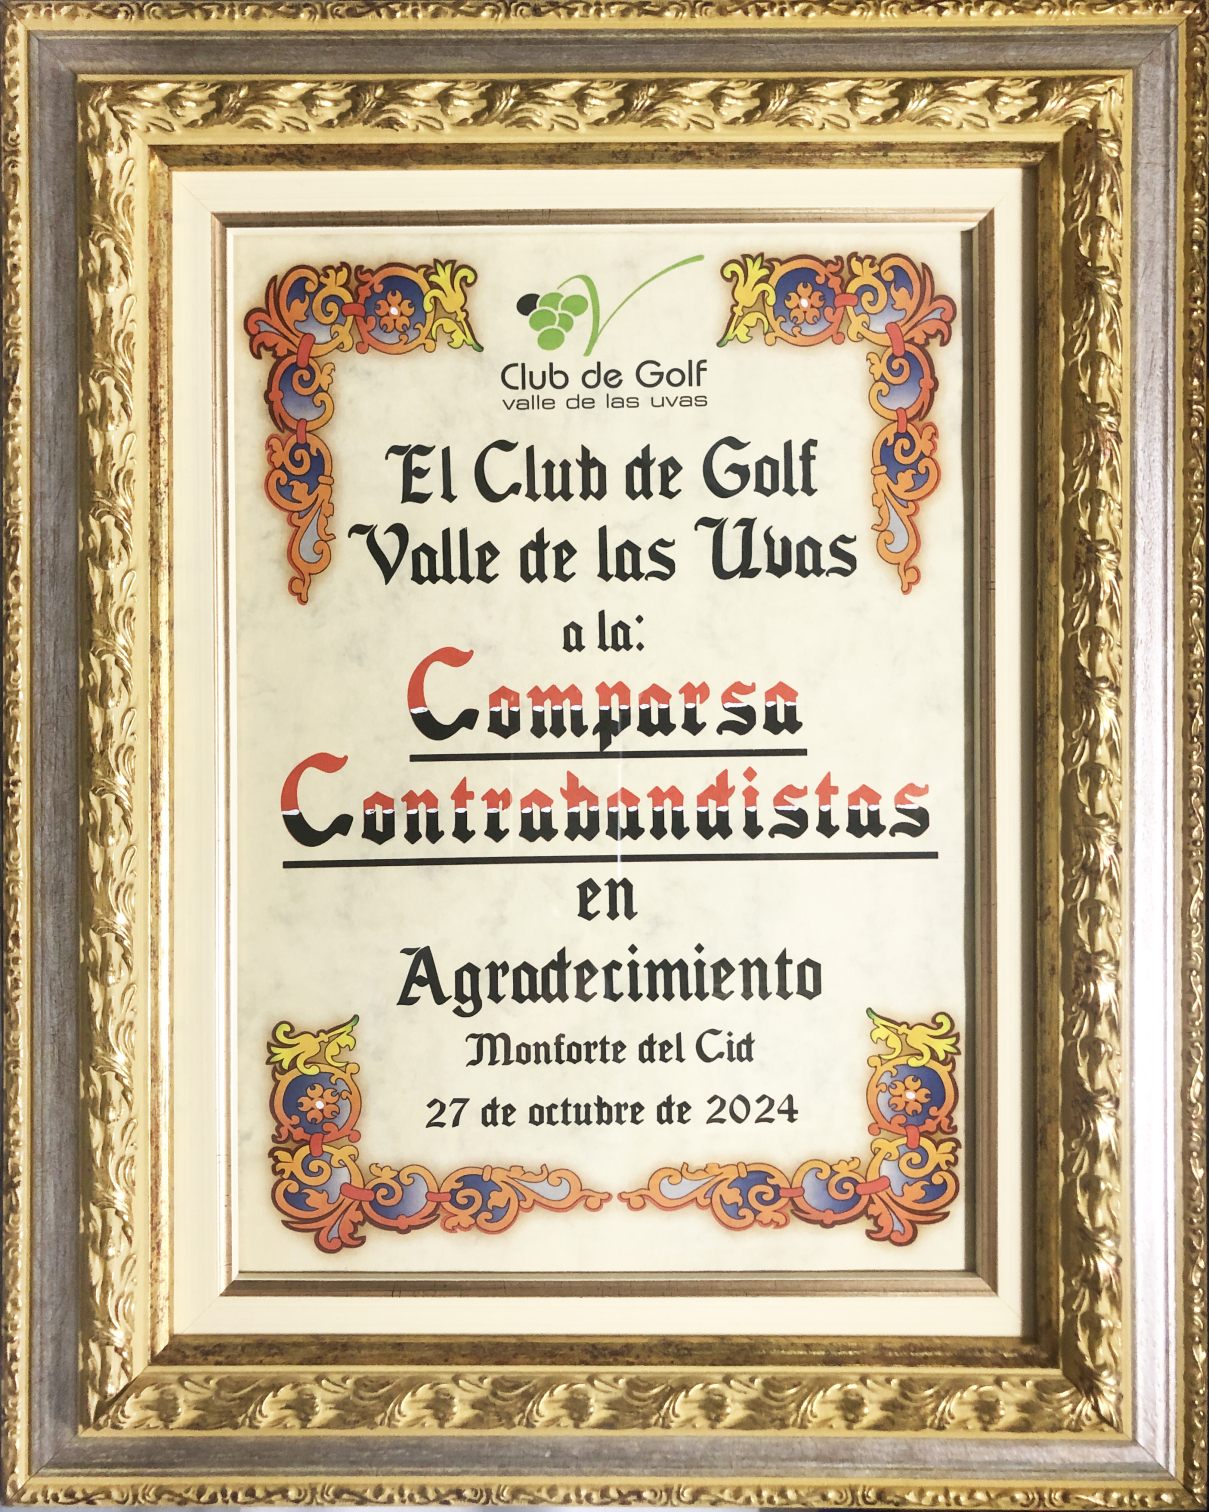 Club de Golf
valle de las uvas
El Club de Golf
Valle de las Uvas
a la:
Comparsa
Contrabandistas
en
Agradecimiento
Monforte del Cid
27 de octubre de 2024